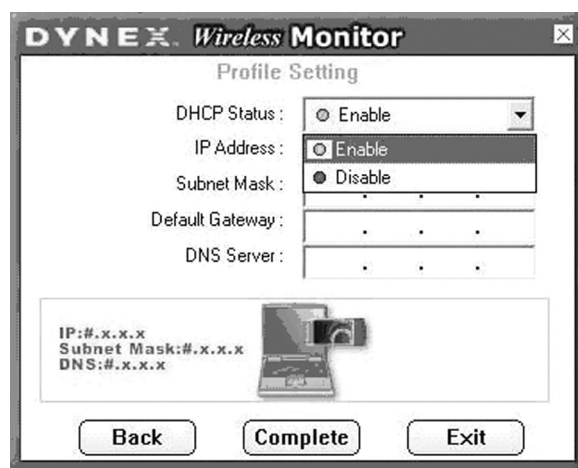 DYNEX Wireless Monitor
Profile Setting
DHCP Status : Enable
IP Address : Enable
Disable
Subnet Mask :
Default Gateway :
DNS Server :
IP:#.x.x.x
Subnet Mask:#.x.x.x
DNS:#.x.x.x
Back Complete Exit